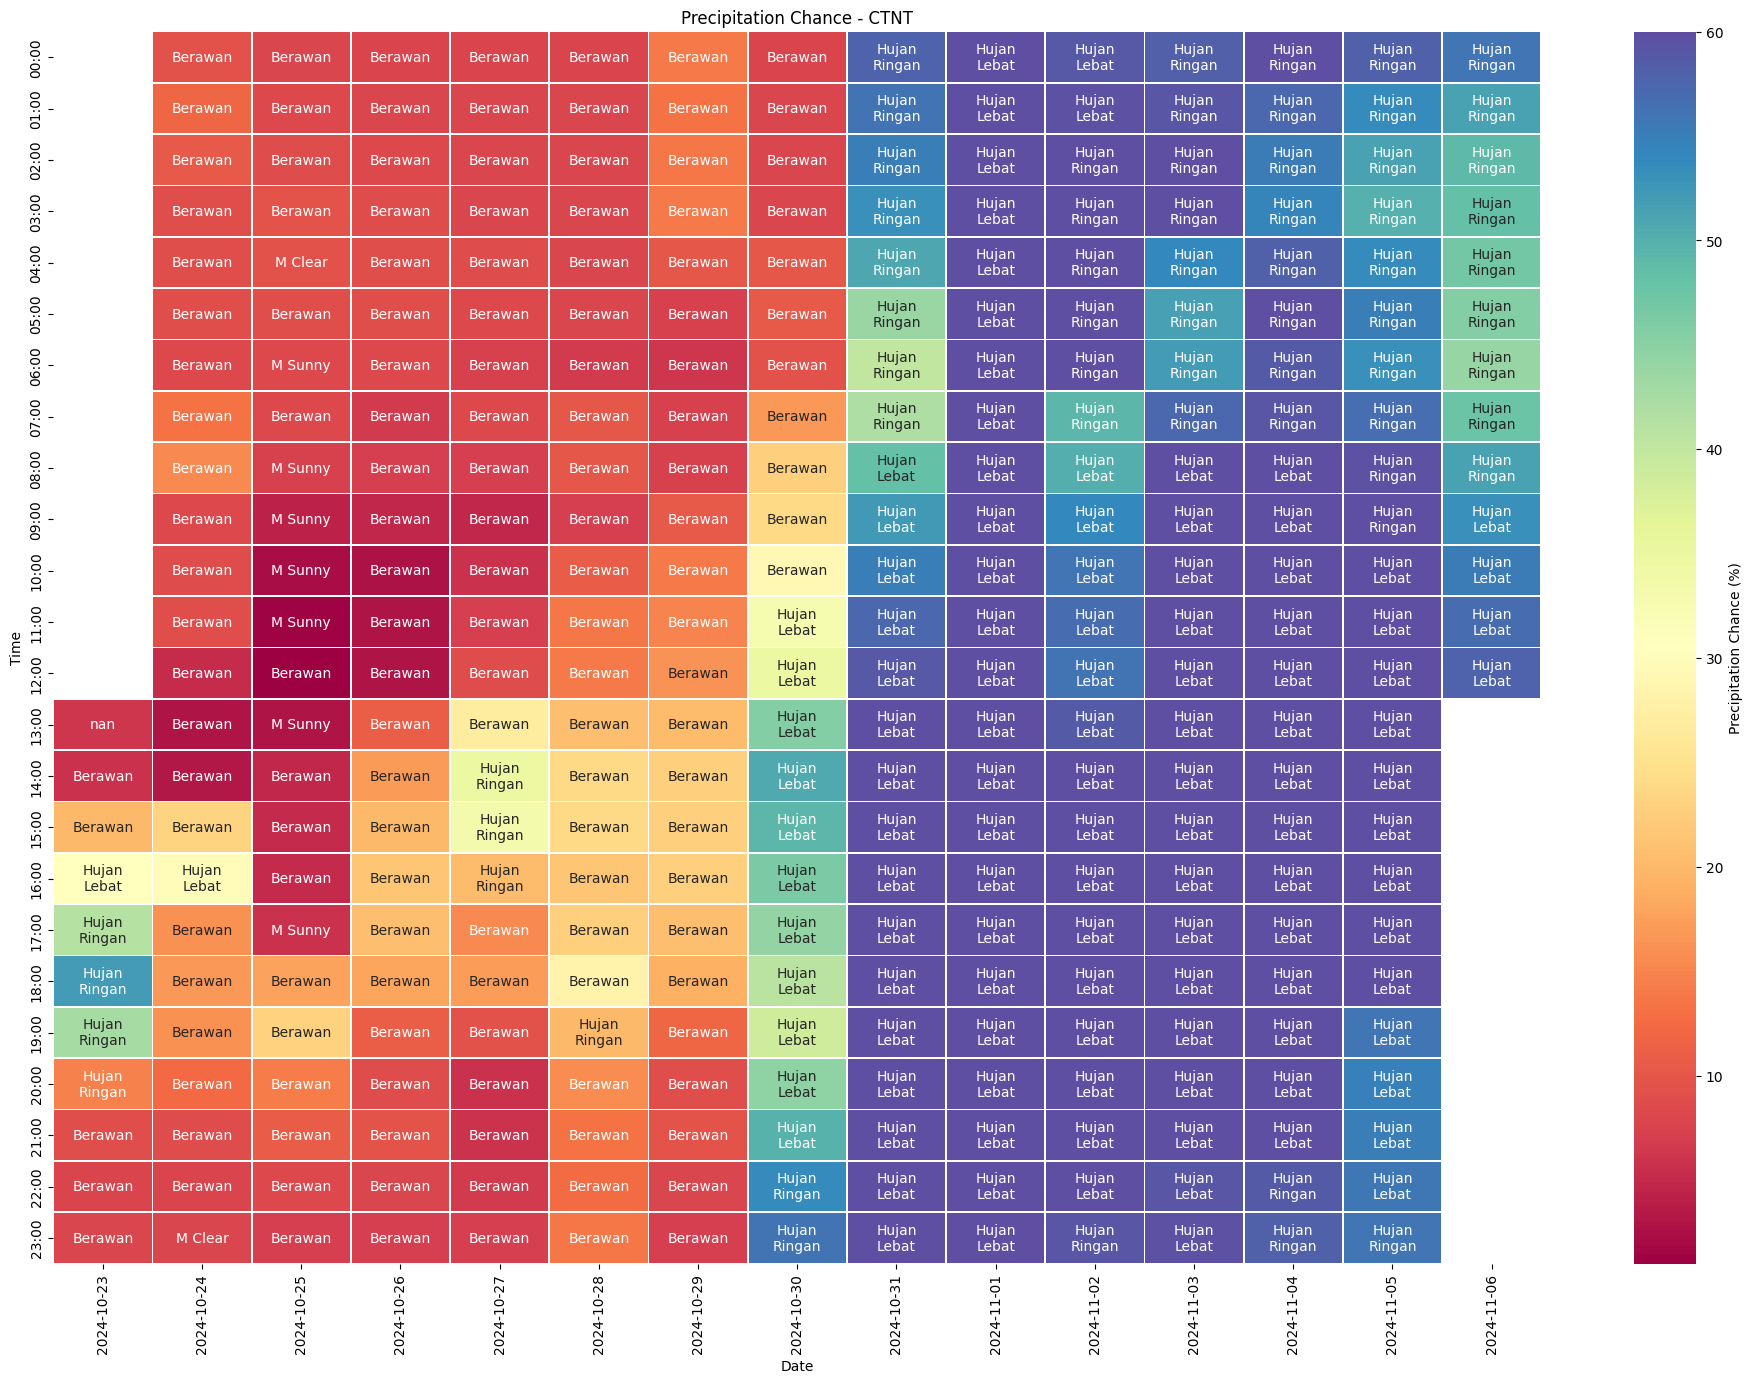 Precipitation Chance - CTNT
00:00 Berawan Berawan Berawan Berawan Berawan Berawan Berawan Hujan Ringan Hujan Lebat Hujan Lebat Hujan Ringan Hujan Ringan Hujan Ringan Hujan Ringan
01:00 Berawan Berawan Berawan Berawan Berawan Berawan Berawan Hujan Ringan Hujan Lebat Hujan Lebat Hujan Ringan Hujan Ringan Hujan Ringan Hujan Ringan
02:00 Berawan Berawan Berawan Berawan Berawan Berawan Berawan Hujan Ringan Hujan Lebat Hujan Ringan Hujan Ringan Hujan Ringan Hujan Ringan Hujan Ringan
03:00 Berawan Berawan Berawan Berawan Berawan Berawan Berawan Hujan Ringan Hujan Lebat Hujan Ringan Hujan Ringan Hujan Ringan Hujan Ringan Hujan Ringan
04:00 Berawan M Clear Berawan Berawan Berawan Berawan Berawan Hujan Ringan Hujan Lebat Hujan Ringan Hujan Ringan Hujan Ringan Hujan Ringan Hujan Ringan
05:00 Berawan Berawan Berawan Berawan Berawan Berawan Berawan Hujan Ringan Hujan Lebat Hujan Ringan Hujan Ringan Hujan Ringan Hujan Ringan Hujan Ringan
06:00 Berawan M Sunny Berawan Berawan Berawan Berawan Berawan Hujan Ringan Hujan Lebat Hujan Ringan Hujan Ringan Hujan Ringan Hujan Ringan Hujan Ringan
07:00 Berawan Berawan Berawan Berawan Berawan Berawan Berawan Hujan Ringan Hujan Lebat Hujan Ringan Hujan Ringan Hujan Ringan Hujan Ringan Hujan Ringan
08:00 Berawan M Sunny Berawan Berawan Berawan Berawan Berawan Hujan Lebat Hujan Lebat Hujan Lebat Hujan Lebat Hujan Lebat Hujan Ringan Hujan Ringan
09:00 Berawan M Sunny Berawan Berawan Berawan Berawan Berawan Hujan Lebat Hujan Lebat Hujan Lebat Hujan Lebat Hujan Lebat Hujan Ringan Hujan Lebat
10:00 Berawan M Sunny Berawan Berawan Berawan Berawan Berawan Hujan Lebat Hujan Lebat Hujan Lebat Hujan Lebat Hujan Lebat Hujan Lebat Hujan Lebat
11:00 Berawan M Sunny Berawan Berawan Berawan Berawan Hujan Lebat Hujan Lebat Hujan Lebat Hujan Lebat Hujan Lebat Hujan Lebat Hujan Lebat Hujan Lebat
12:00 Berawan Berawan Berawan Berawan Berawan Berawan Hujan Lebat Hujan Lebat Hujan Lebat Hujan Lebat Hujan Lebat Hujan Lebat Hujan Lebat Hujan Lebat
13:00 nan Berawan M Sunny Berawan Berawan Berawan Berawan Hujan Lebat Hujan Lebat Hujan Lebat Hujan Lebat Hujan Lebat Hujan Lebat Hujan Lebat
14:00 Berawan Berawan Berawan Berawan Hujan Ringan Berawan Berawan Hujan Lebat Hujan Lebat Hujan Lebat Hujan Lebat Hujan Lebat Hujan Lebat Hujan Lebat
15:00 Berawan Berawan Berawan Berawan Hujan Ringan Berawan Berawan Hujan Lebat Hujan Lebat Hujan Lebat Hujan Lebat Hujan Lebat Hujan Lebat Hujan Lebat
16:00 Hujan Lebat Hujan Lebat Berawan Berawan Hujan Ringan Berawan Berawan Hujan Lebat Hujan Lebat Hujan Lebat Hujan Lebat Hujan Lebat Hujan Lebat Hujan Lebat
17:00 Hujan Ringan Berawan M Sunny Berawan Berawan Berawan Berawan Hujan Lebat Hujan Lebat Hujan Lebat Hujan Lebat Hujan Lebat Hujan Lebat Hujan Lebat
18:00 Hujan Ringan Berawan Berawan Berawan Berawan Berawan Berawan Hujan Lebat Hujan Lebat Hujan Lebat Hujan Lebat Hujan Lebat Hujan Lebat Hujan Lebat
19:00 Hujan Ringan Berawan Berawan Berawan Berawan Hujan Ringan Berawan Hujan Lebat Hujan Lebat Hujan Lebat Hujan Lebat Hujan Lebat Hujan Lebat Hujan Lebat
20:00 Hujan Ringan Berawan Berawan Berawan Berawan Berawan Berawan Hujan Lebat Hujan Lebat Hujan Lebat Hujan Lebat Hujan Lebat Hujan Lebat Hujan Lebat
21:00 Berawan Berawan Berawan Berawan Berawan Berawan Berawan Hujan Lebat Hujan Lebat Hujan Lebat Hujan Lebat Hujan Lebat Hujan Lebat Hujan Lebat
22:00 Berawan Berawan Berawan Berawan Berawan Berawan Berawan Hujan Ringan Hujan Lebat Hujan Lebat Hujan Lebat Hujan Lebat Hujan Ringan Hujan Lebat
23:00 Berawan M Clear Berawan Berawan Berawan Berawan Berawan Hujan Ringan Hujan Lebat Hujan Lebat Hujan Ringan Hujan Lebat Hujan Ringan Hujan Ringan
2024-10-23 2024-10-24 2024-10-25 2024-10-26 2024-10-27 2024-10-28 2024-10-29 2024-10-30 2024-10-31 2024-11-01 2024-11-02 2024-11-03 2024-11-04 2024-11-05 2024-11-06
Date
Time
60
50
40
30
20
10
Precipitation Chance (%)